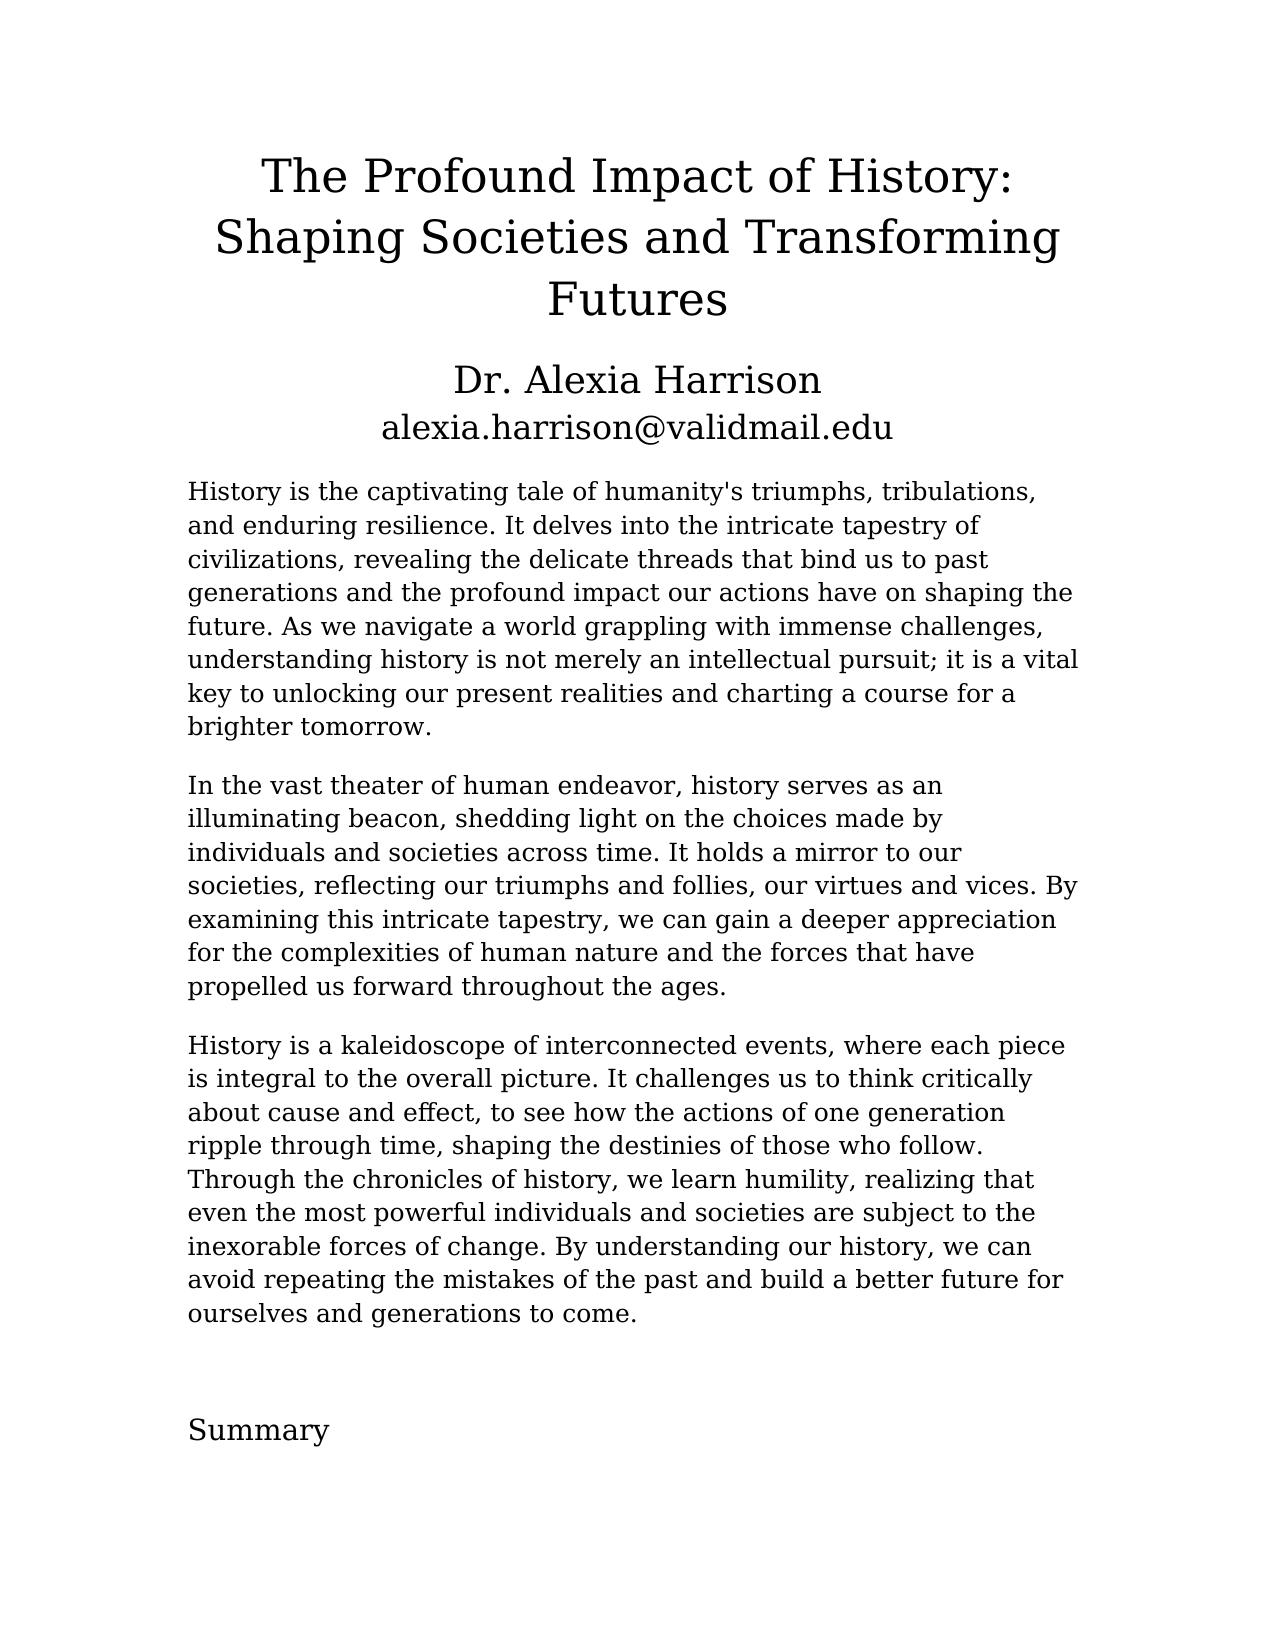 The Profound Impact of History:
Shaping Societies and Transforming
Futures
Dr. Alexia Harrison
alexia.harrison@validmail.edu
History is the captivating tale of humanity's triumphs, tribulations,
and enduring resilience. It delves into the intricate tapestry of
civilizations, revealing the delicate threads that bind us to past
generations and the profound impact our actions have on shaping the
future. As we navigate a world grappling with immense challenges,
understanding history is not merely an intellectual pursuit; it is a vital
key to unlocking our present realities and charting a course for a
brighter tomorrow.
In the vast theater of human endeavor, history serves as an
illuminating beacon, shedding light on the choices made by
individuals and societies across time. It holds a mirror to our
societies, reflecting our triumphs and follies, our virtues and vices. By
examining this intricate tapestry, we can gain a deeper appreciation
for the complexities of human nature and the forces that have
propelled us forward throughout the ages.
History is a kaleidoscope of interconnected events, where each piece
is integral to the overall picture. It challenges us to think critically
about cause and effect, to see how the actions of one generation
ripple through time, shaping the destinies of those who follow.
Through the chronicles of history, we learn humility, realizing that
even the most powerful individuals and societies are subject to the
inexorable forces of change. By understanding our history, we can
avoid repeating the mistakes of the past and build a better future for
ourselves and generations to come.
Summary